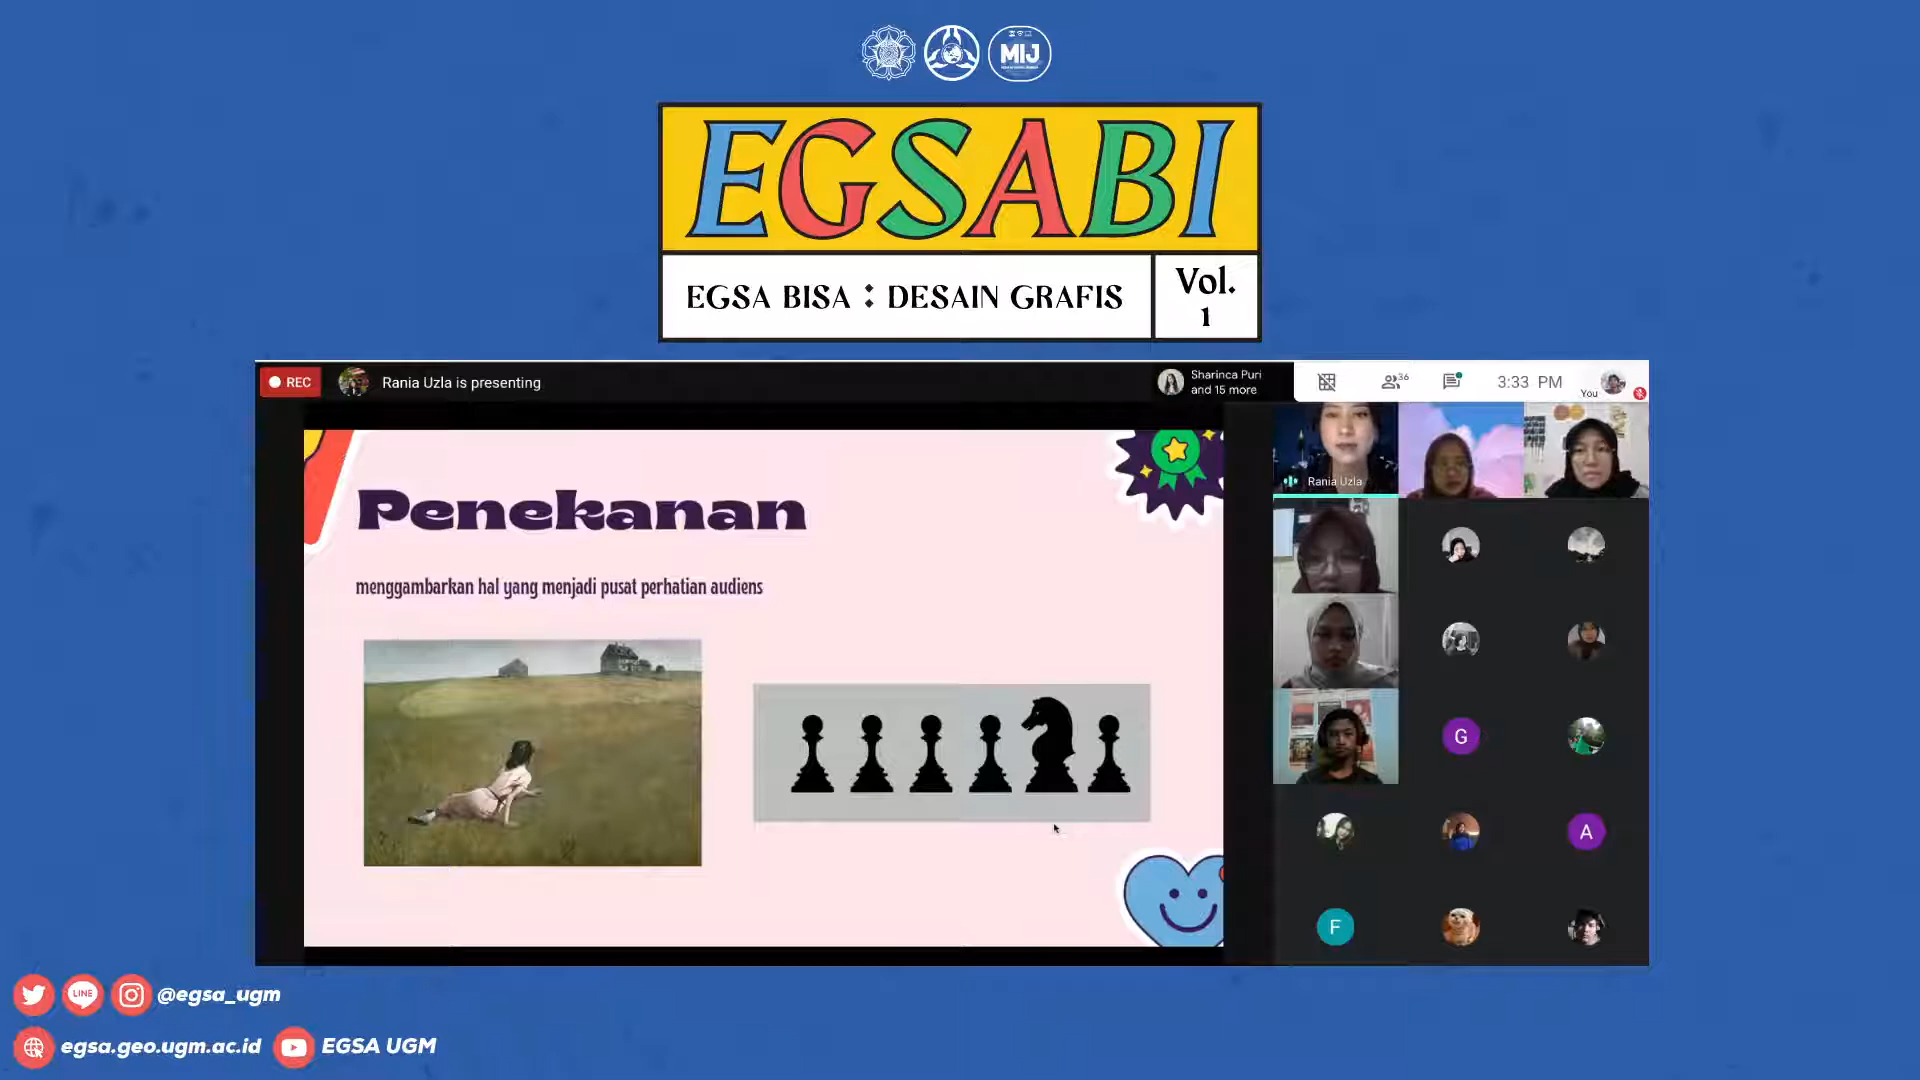 MIJ
EGSABI
EGSA BISA : DESAIN GRAFIS
Vol.
1
REC
Rania Uzla is presenting
Sharinca Puri
and 15 more
36
3:33 PM
You
Rania Uzla
Penekanan
menggambarkan hal yang menjadi pusat perhatian audiens
G
A
F
LINE
@egsa_ugm
egsa.geo.ugm.ac.id
EGSA UGM